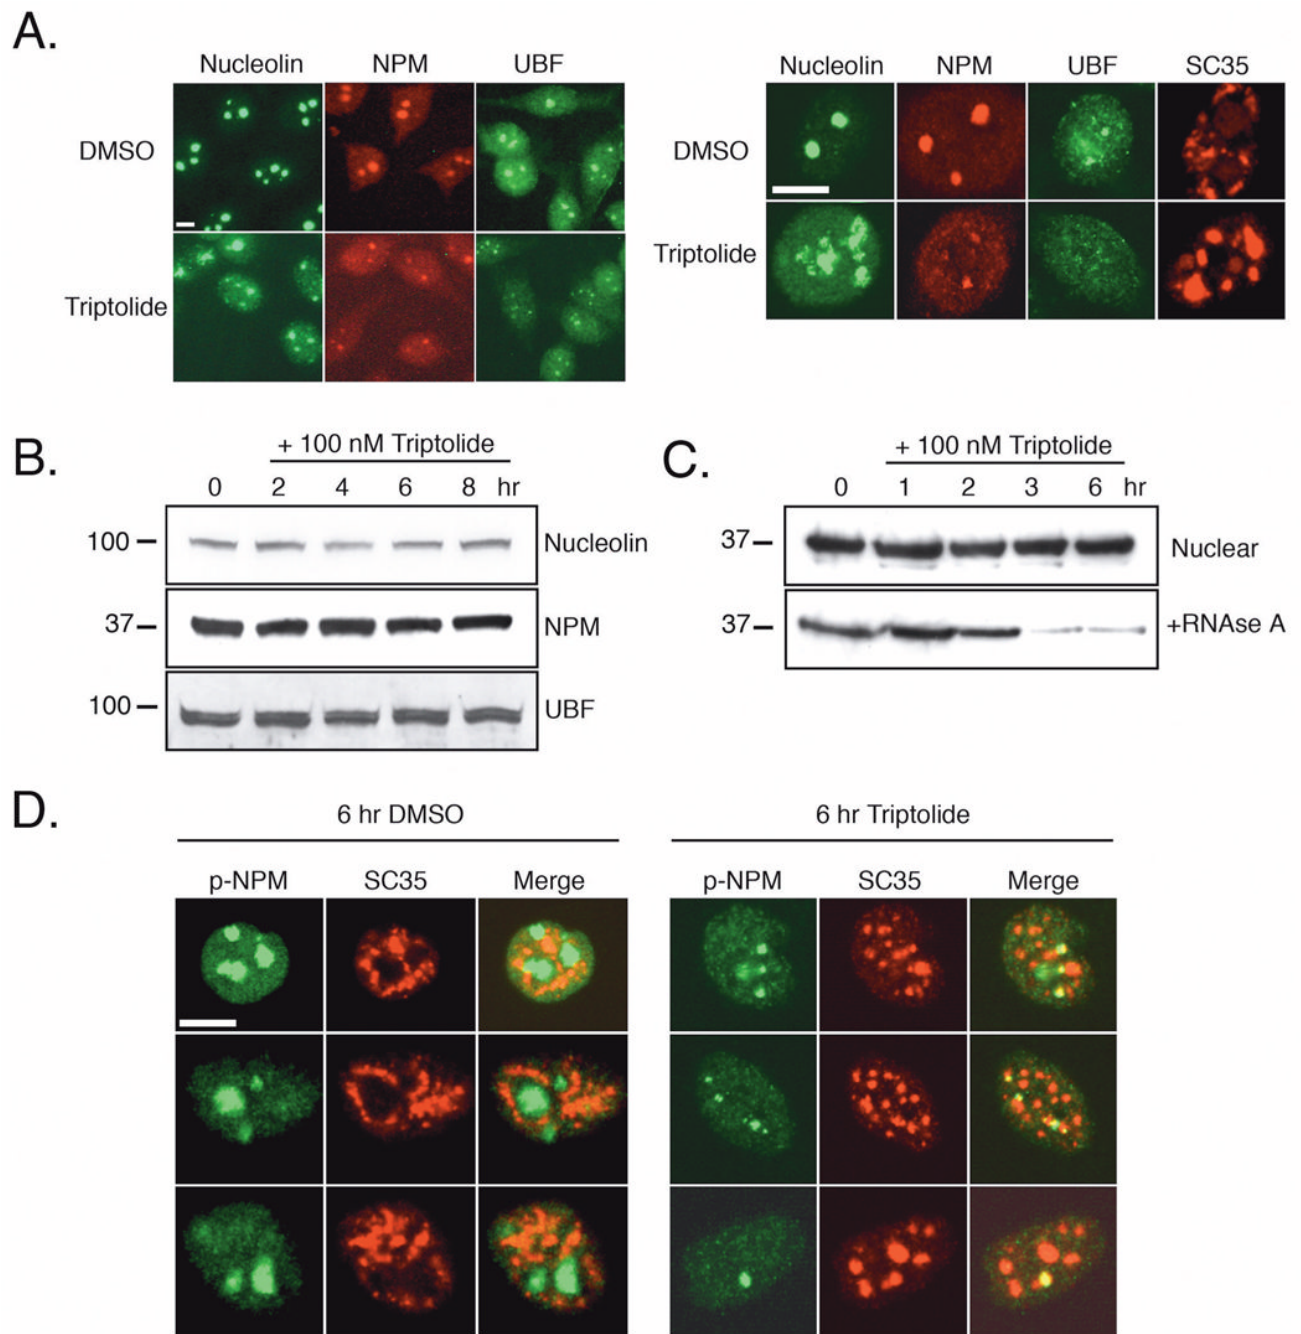 A.
Nucleolin NPM UBF
DMSO
Triptolide
Nucleolin NPM UBF SC35
DMSO
Triptolide
B.
+ 100 nM Triptolide
0 2 4 6 8 hr
100 Nucleolin
37 NPM
100 UBF
C.
+ 100 nM Triptolide
0 1 2 3 6 hr
37 Nuclear
37 +RNAse A
D.
6 hr DMSO
p-NPM SC35 Merge
6 hr Triptolide
p-NPM SC35 Merge